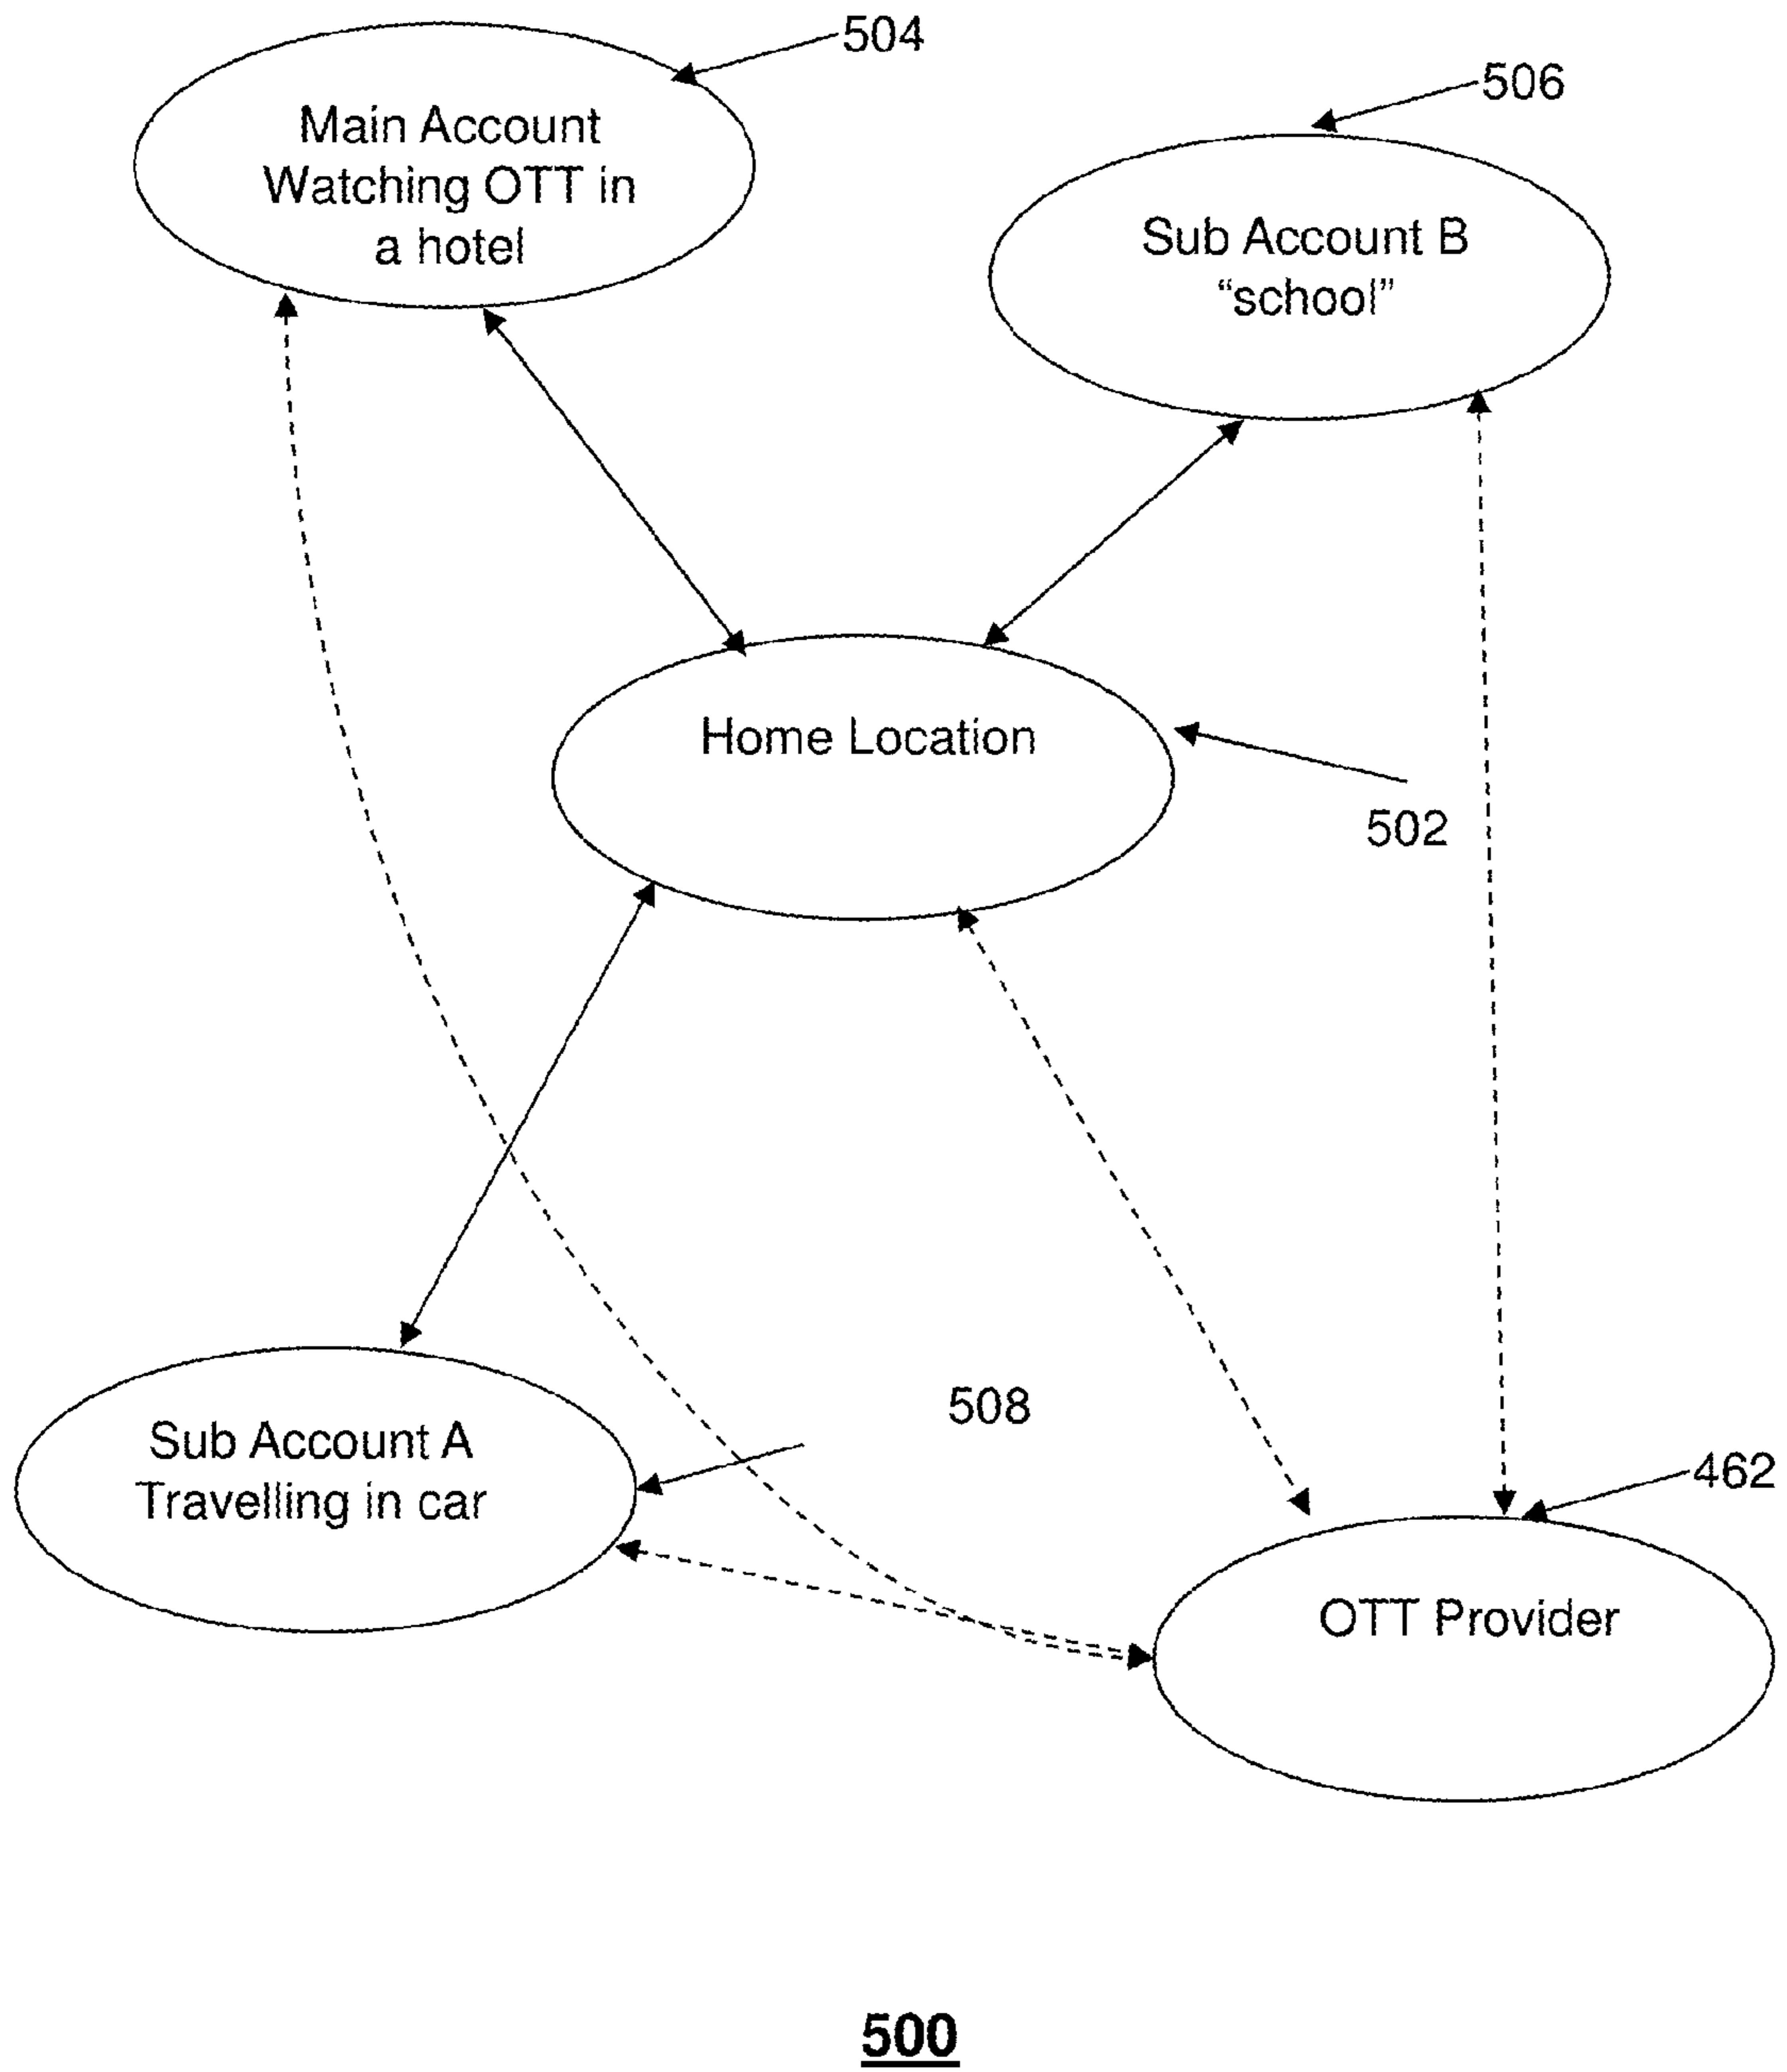 504
Main Account
Watching OTT in
a hotel
506
Sub Account B
“school”
Home Location
502
508
Sub Account A
Travelling in car
462
OTT Provider
500